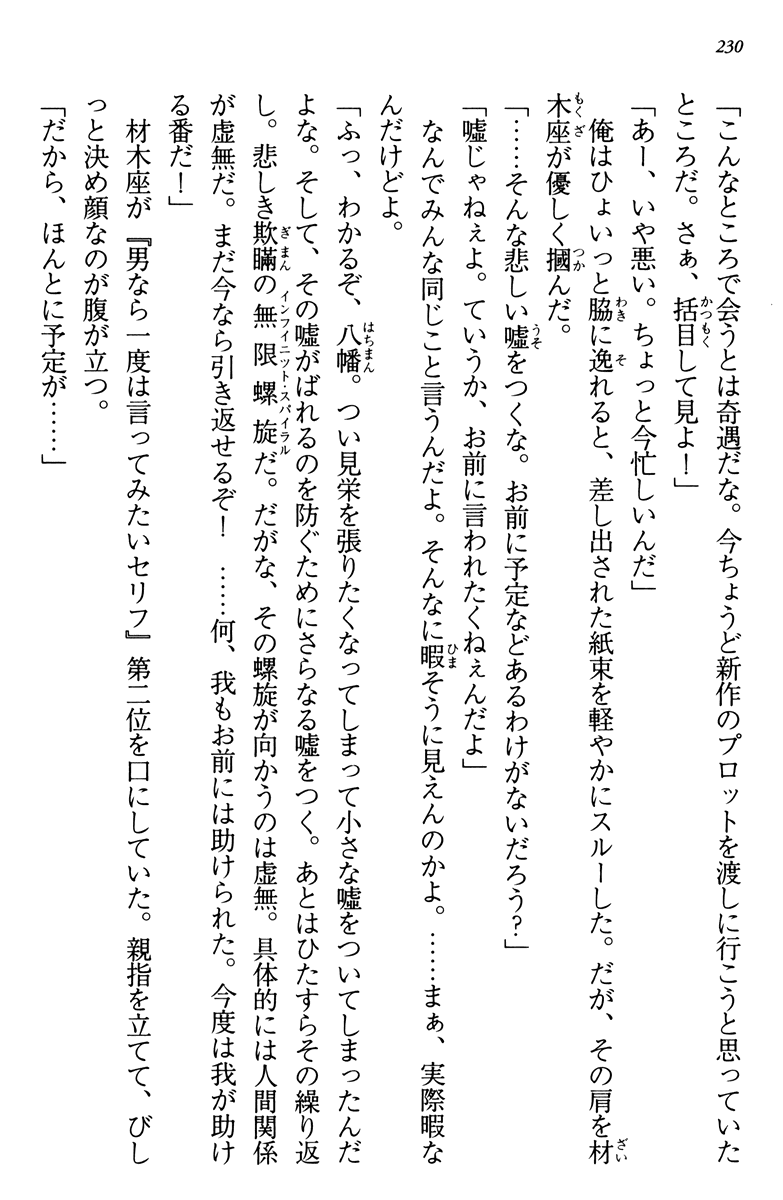 230
「こんなところで会うとは奇遇だな。今ちょうど新作のプロットを渡しに行こうと思っていた
ところだ。さぁ、括目して見よ！」
「あー、いや悪い。ちょっと今忙しいんだ」
　俺はひょいっと脇に逸れると、差し出された紙束を軽やかにスルーした。だが、その肩を材
木座が優しく摑んだ。
「……そんな悲しい嘘をつくな。お前に予定などあるわけがないだろう？」
「嘘じゃねぇよ。ていうか、お前に言われたくねぇんだよ」
　なんでみんな同じこと言うんだよ。そんなに暇そうに見えんのかよ。……まぁ、実際暇な
んだけどよ。
「ふっ、わかるぞ、八幡。つい見栄を張りたくなってしまって小さな嘘をついてしまったんだ
よな。そして、その嘘がばれるのを防ぐためにさらなる嘘をつく。あとはひたすらその繰り返
し。悲しき欺瞞の無限螺旋だ。だがな、その螺旋が向かうのは虚無。具体的には人間関係
が虚無だ。まだ今なら引き返せるぞ！　……何、我もお前には助けられた。今度は我が助け
る番だ！」
　材木座が『男なら一度は言ってみたいセリフ』第二位を口にしていた。親指を立てて、びし
っと決め顔なのが腹が立つ。
「だから、ほんとに予定が……」